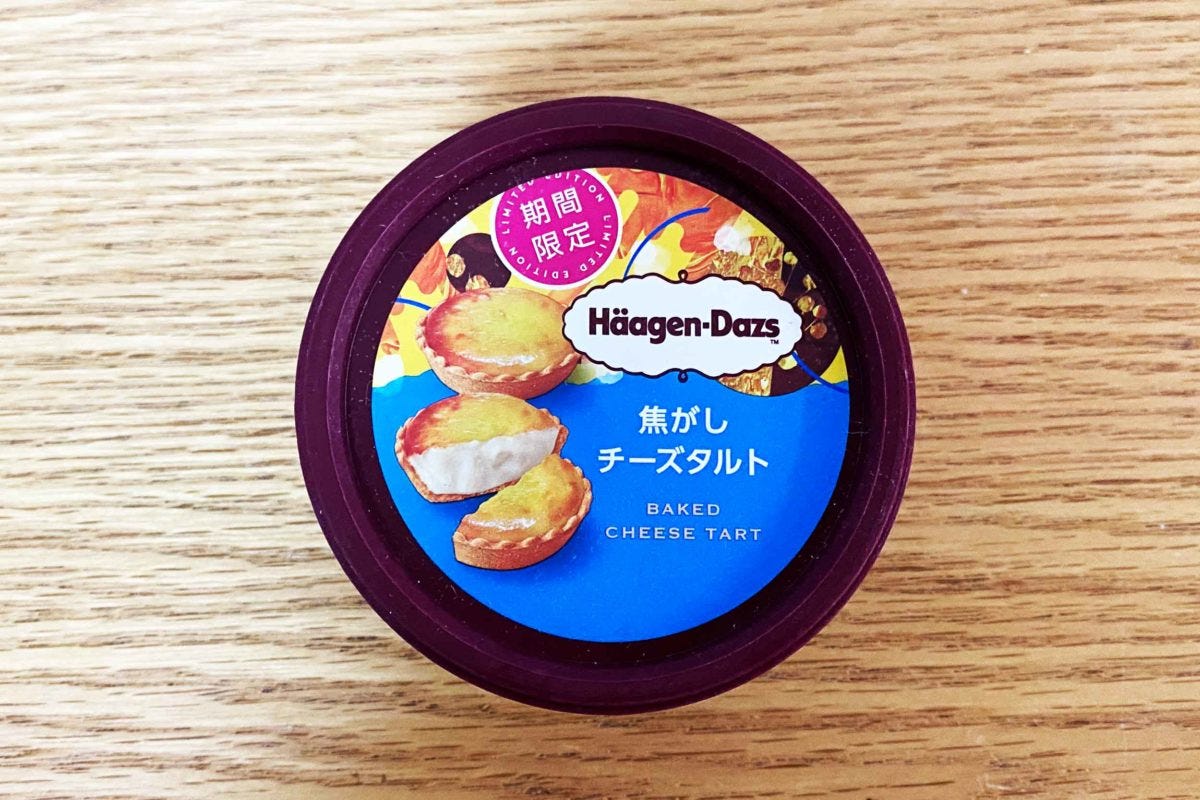 LIMITED EDITION
期間
限定
LIMITED EDITION
Häagen-Dazs
TM
焦がし
チーズタルト
BAKED
CHEESE TART